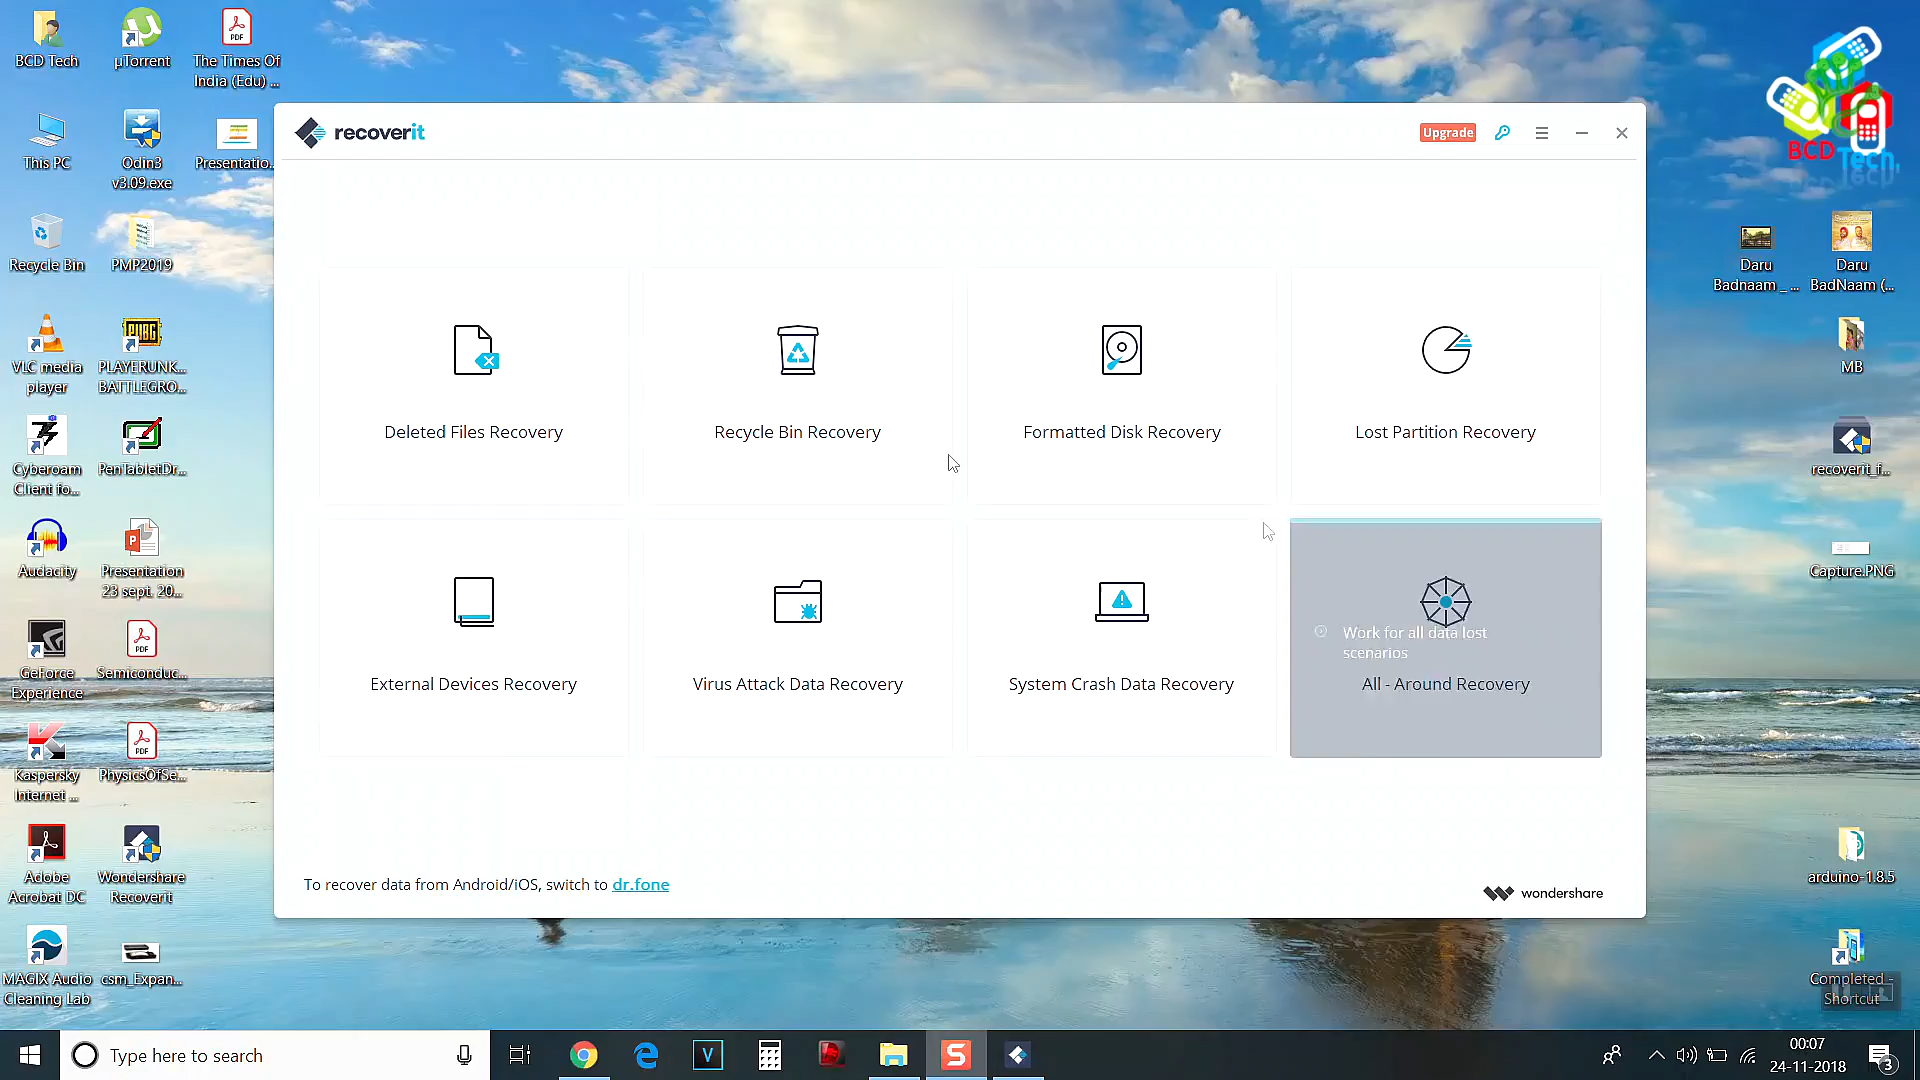 BCD Tech
µTorrent
The Times Of
India (Edu) ...
This PC
Odin3
v3.09.exe
Presentatio...
Recycle Bin
PMP2019
VLC media
player
PLAYERUNK...
BATTLEGRO...
Cyberoam
Client fo...
PenTabletDr...
Audacity
Presentation
23 sept. 20...
GeForce
Experience
Semiconduc...
Kaspersky
Internet ...
PhysicsOfSe...
Adobe
Acrobat DC
Wondershare
Recoverit
MAGIX Audio
Cleaning Lab
csm_Expan...
recoverit
Upgrade
Deleted Files Recovery
Recycle Bin Recovery
Formatted Disk Recovery
Lost Partition Recovery
External Devices Recovery
Virus Attack Data Recovery
System Crash Data Recovery
Work for all data lost
scenarios
All - Around Recovery
To recover data from Android/iOS, switch to dr.fone
wondershare
BCD Tech
Daru
Badnaam _ ...
Daru
BadNaam (...
MB
recoverit_f...
Capture.PNG
arduino-1.8.5
Completed -
Shortcut
Type here to search
00:07
24-11-2018
3